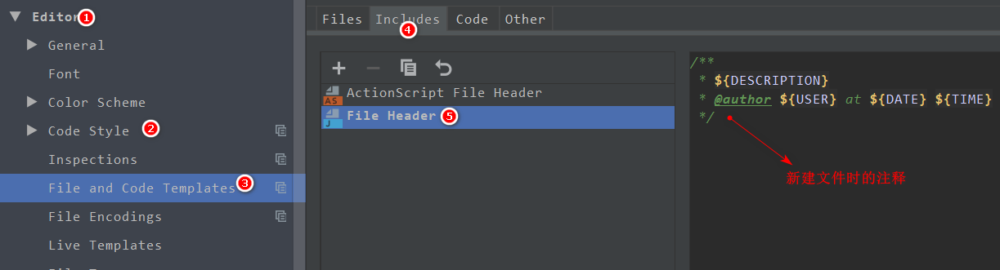 Editor 1
General
Font
Color Scheme
Code Style 2
Inspections
File and Code Templates 3
File Encodings
Live Templates
Files Includes Code Other
4
ActionScript File Header
File Header 5
/**
* ${DESCRIPTION}
* @author ${USER} at ${DATE} ${TIME}
*/
新建文件时的注释